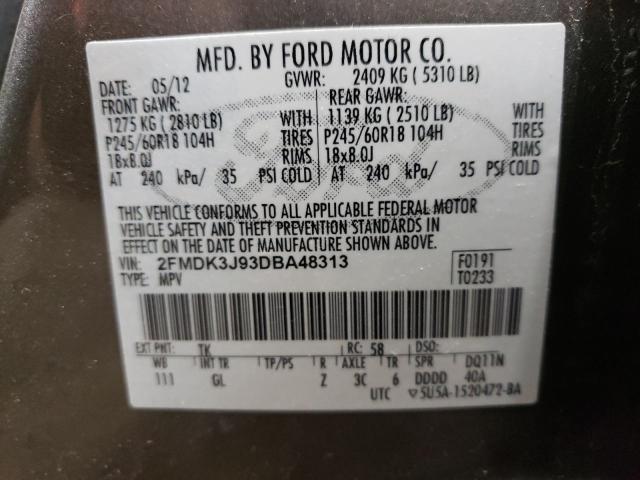 MFD. BY FORD MOTOR CO.
DATE: 05/12 GVWR: 2409 KG ( 5310 LB)
FRONT GAWR: REAR GAWR:
1275 KG ( 2810 LB) WITH 1139 KG ( 2510 LB) WITH
P245/60R18 104H TIRES P245/60R18 104H TIRES
18x8.0J RIMS 18x8.0J RIMS
AT 240 kPa/ 35 PSI COLD AT 240 kPa/ 35 PSI COLD
Ford
THIS VEHICLE CONFORMS TO ALL APPLICABLE FEDERAL MOTOR
VEHICLE SAFETY AND THEFT PREVENTION STANDARDS IN
EFFECT ON THE DATE OF MANUFACTURE SHOWN ABOVE.
VIN: 2FMDK3J93DBA48313 F0191
TYPE: MPV T0233
EXT PNT: TK RC: 58 DSO:
WB INT TR TP/PS R AXLE TR SPR DQ11N
111 GL Z 3C 6 DDDD 40A
UTC ▽5U5A-1520472-BA